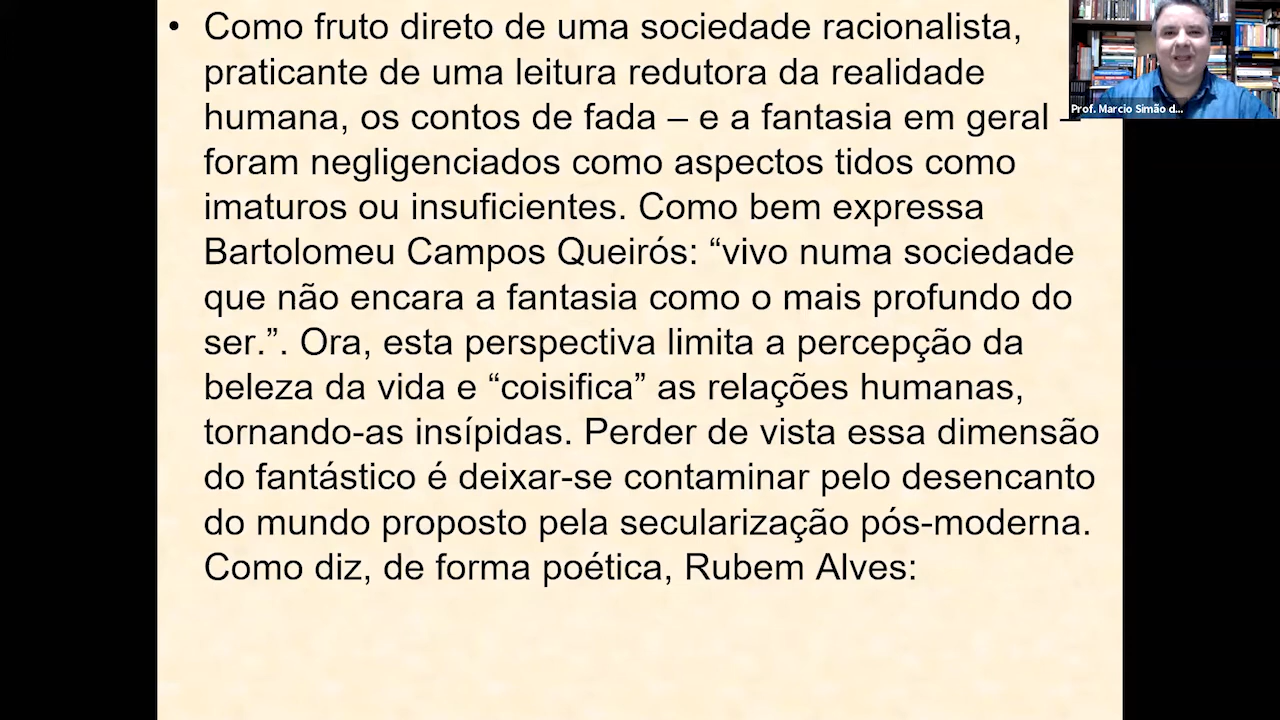 • Como fruto direto de uma sociedade racionalista,
praticante de uma leitura redutora da realidade
humana, os contos de fada – e a fantasia em geral –
foram negligenciados como aspectos tidos como
imaturos ou insuficientes. Como bem expressa
Bartolomeu Campos Queirós: “vivo numa sociedade
que não encara a fantasia como o mais profundo do
ser.”. Ora, esta perspectiva limita a percepção da
beleza da vida e “coisifica” as relações humanas,
tornando-as insípidas. Perder de vista essa dimensão
do fantástico é deixar-se contaminar pelo desencanto
do mundo proposto pela secularização pós-moderna.
Como diz, de forma poética, Rubem Alves:
Prof. Marcio Simão d...